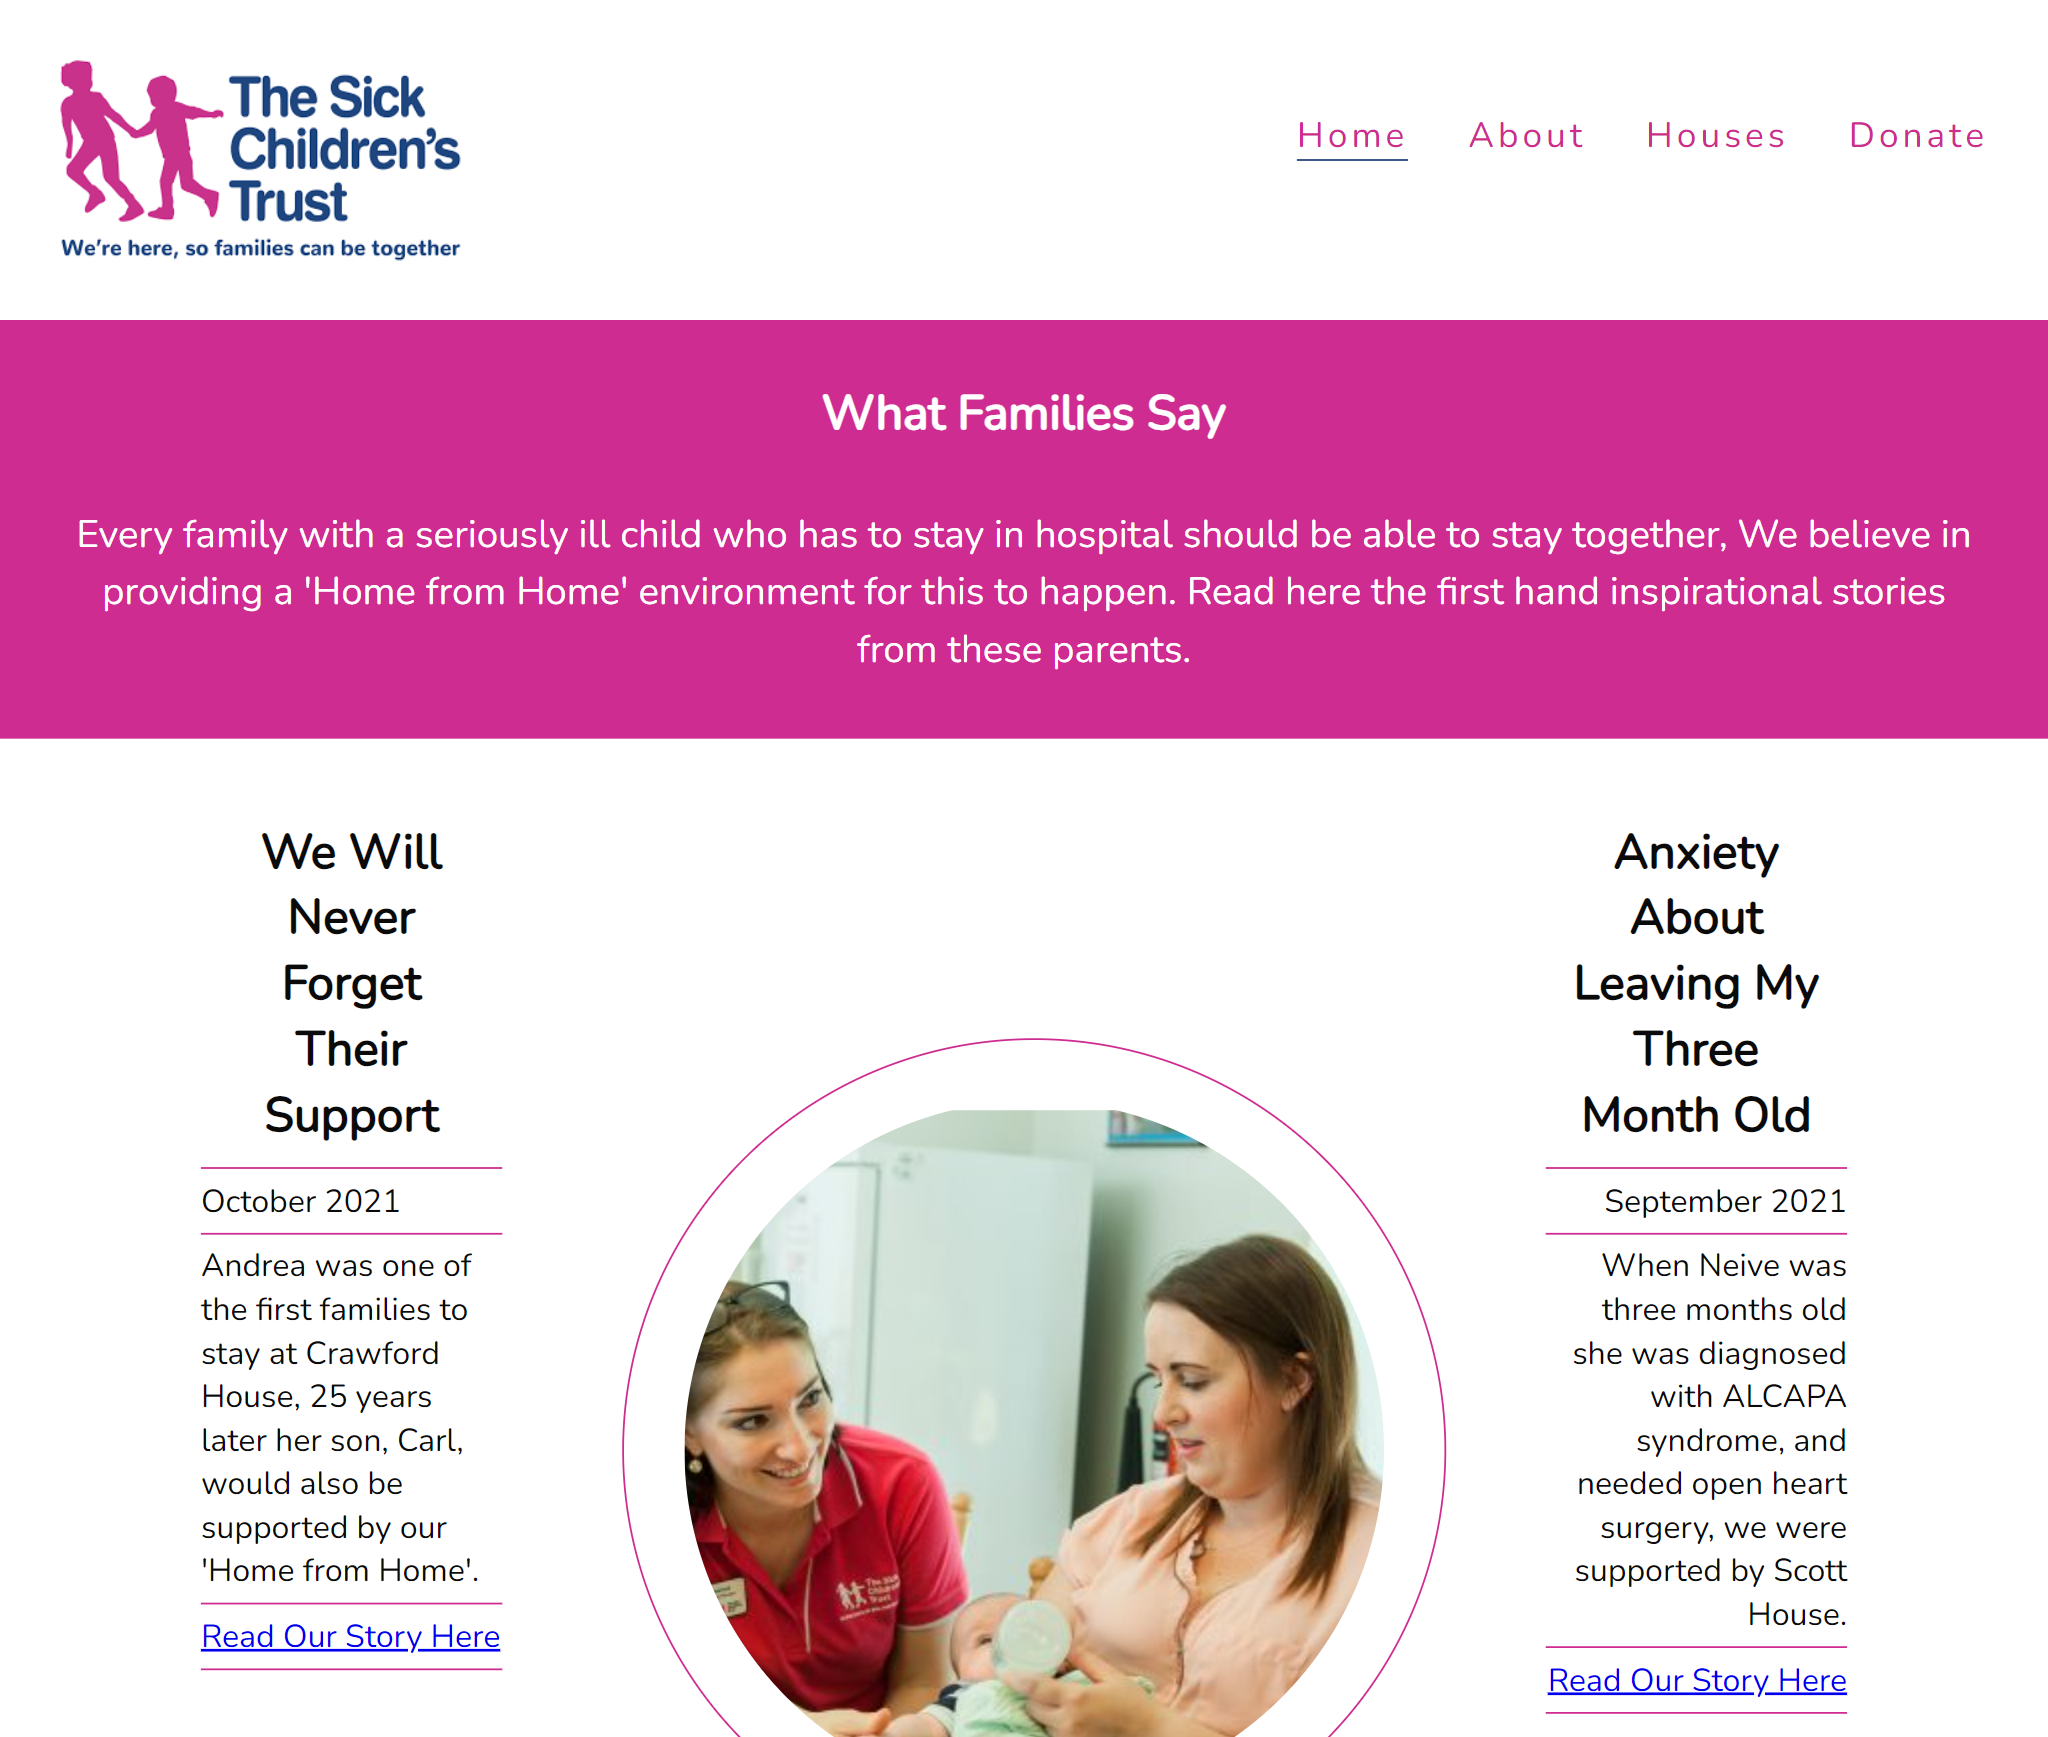 The Sick
Children's
Trust
We're here, so families can be together
Home About Houses Donate
What Families Say
Every family with a seriously ill child who has to stay in hospital should be able to stay together, We believe in
providing a 'Home from Home' environment for this to happen. Read here the first hand inspirational stories
from these parents.
We Will
Never
Forget
Their
Support
October 2021
Andrea was one of
the first families to
stay at Crawford
House, 25 years
later her son, Carl,
would also be
supported by our
'Home from Home'.
Read Our Story Here
The Sick
Children's
Trust
Anxiety
About
Leaving My
Three
Month Old
September 2021
When Neive was
three months old
she was diagnosed
with ALCAPA
syndrome, and
needed open heart
surgery, we were
supported by Scott
House.
Read Our Story Here